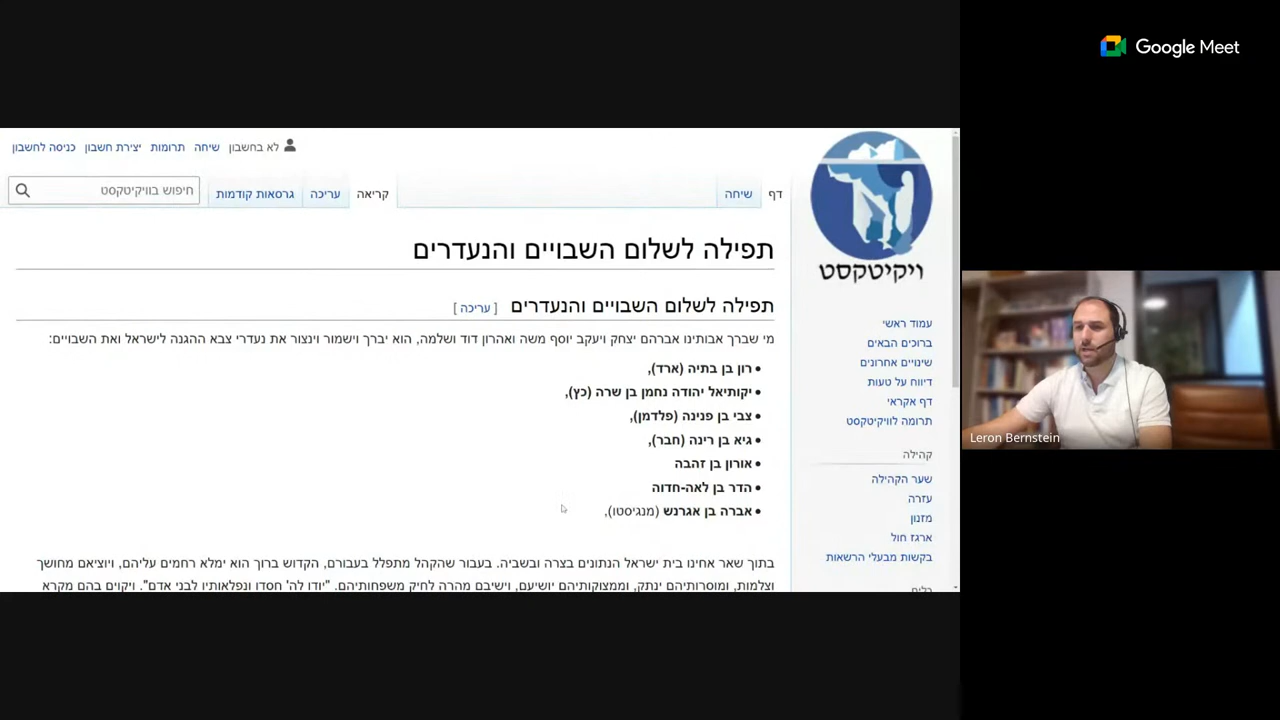 Google Meet
לא בחשבון שיחה תרומות יצירת חשבון כניסה לחשבון
דף שיחה קריאה עריכה גרסאות קודמות חיפוש בוויקיטקסט
ויקיטקסט
עמוד ראשי
ברוכים הבאים
שינויים אחרונים
דיווח על טעות
דף אקראי
תרומה לוויקיטקסט
קהילה
שער הקהילה
עזרה
מזנון
ארגז חול
בקשות מבעלי הרשאות
כלים
תפילה לשלום השבויים והנעדרים
תפילה לשלום השבויים והנעדרים [ עריכה ]
מי שברך אבותינו אברהם יצחק ויעקב יוסף משה ואהרון דוד ושלמה, הוא יברך וישמור וינצור את נעדרי צבא ההגנה לישראל ואת השבויים:
• רון בן בתיה (ארד),
• יקותיאל יהודה נחמן בן שרה (כץ),
• צבי בן פנינה (פלדמן),
• גיא בן רינה (חבר),
• אורון בן זהבה
• הדר בן לאה-חדוה
• אברה בן אגרנש (מנגיסטו),
בתוך שאר אחינו בית ישראל הנתונים בצרה ובשביה. בעבור שהקהל מתפלל בעבורם, הקדוש ברוך הוא ימלא רחמים עליהם, ויוציאם מחושך
וצלמות, ומוסרותיהם ינתק, וממצוקותיהם יושיעם, וישיבם מהרה לחיק משפחותיהם. "יודו לה' חסדו ונפלאותיו לבני אדם". ויקוים בהם מקרא
Leron Bernstein